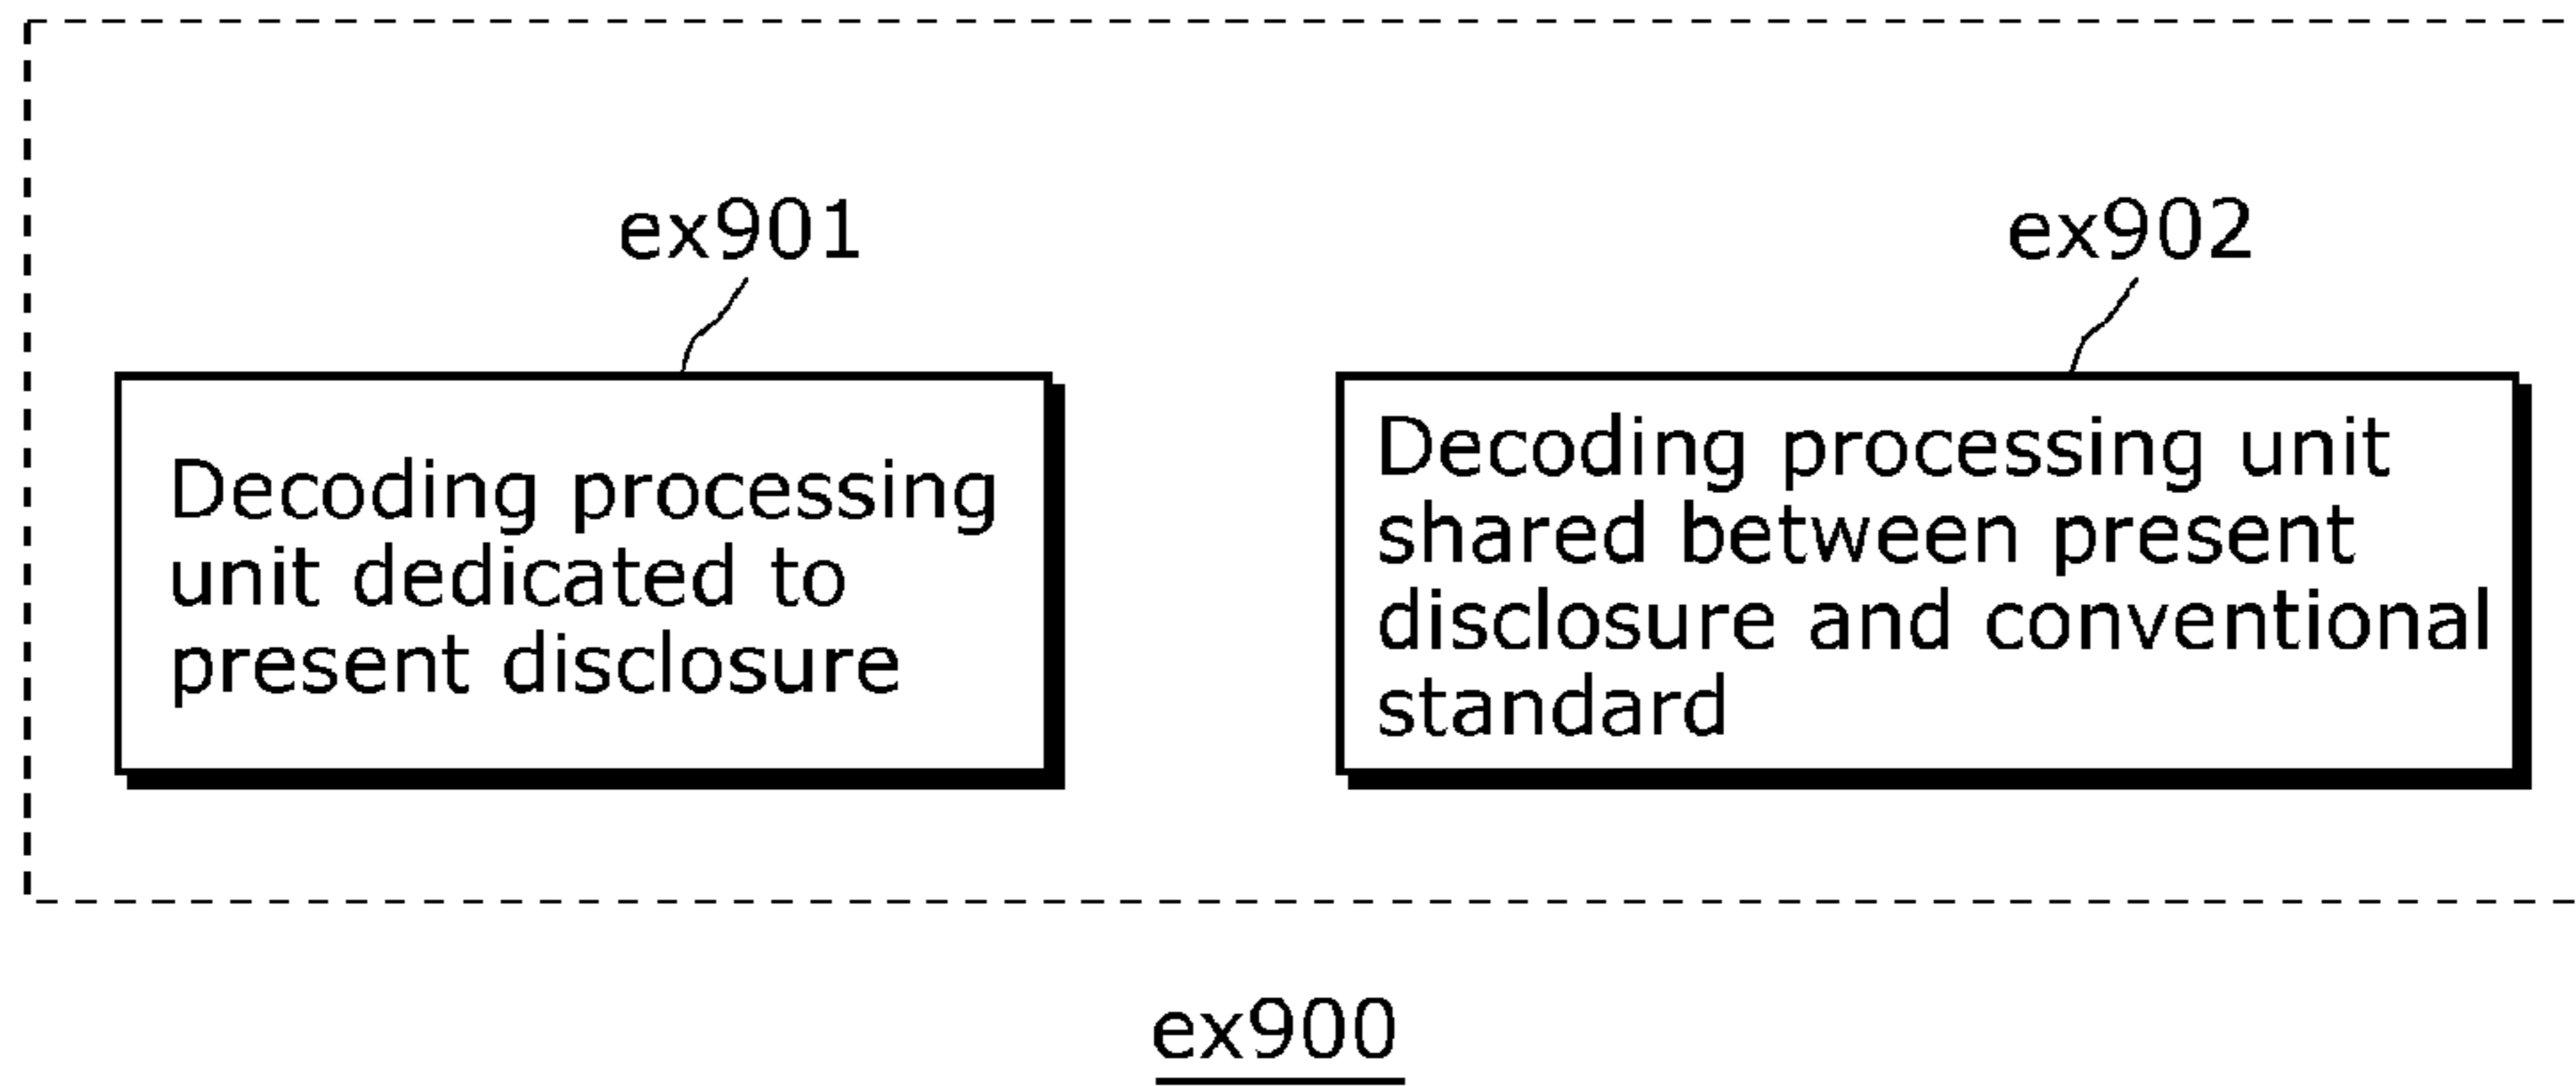 ex901
Decoding processing
unit dedicated to
present disclosure
ex902
Decoding processing unit
shared between present
disclosure and conventional
standard
ex900